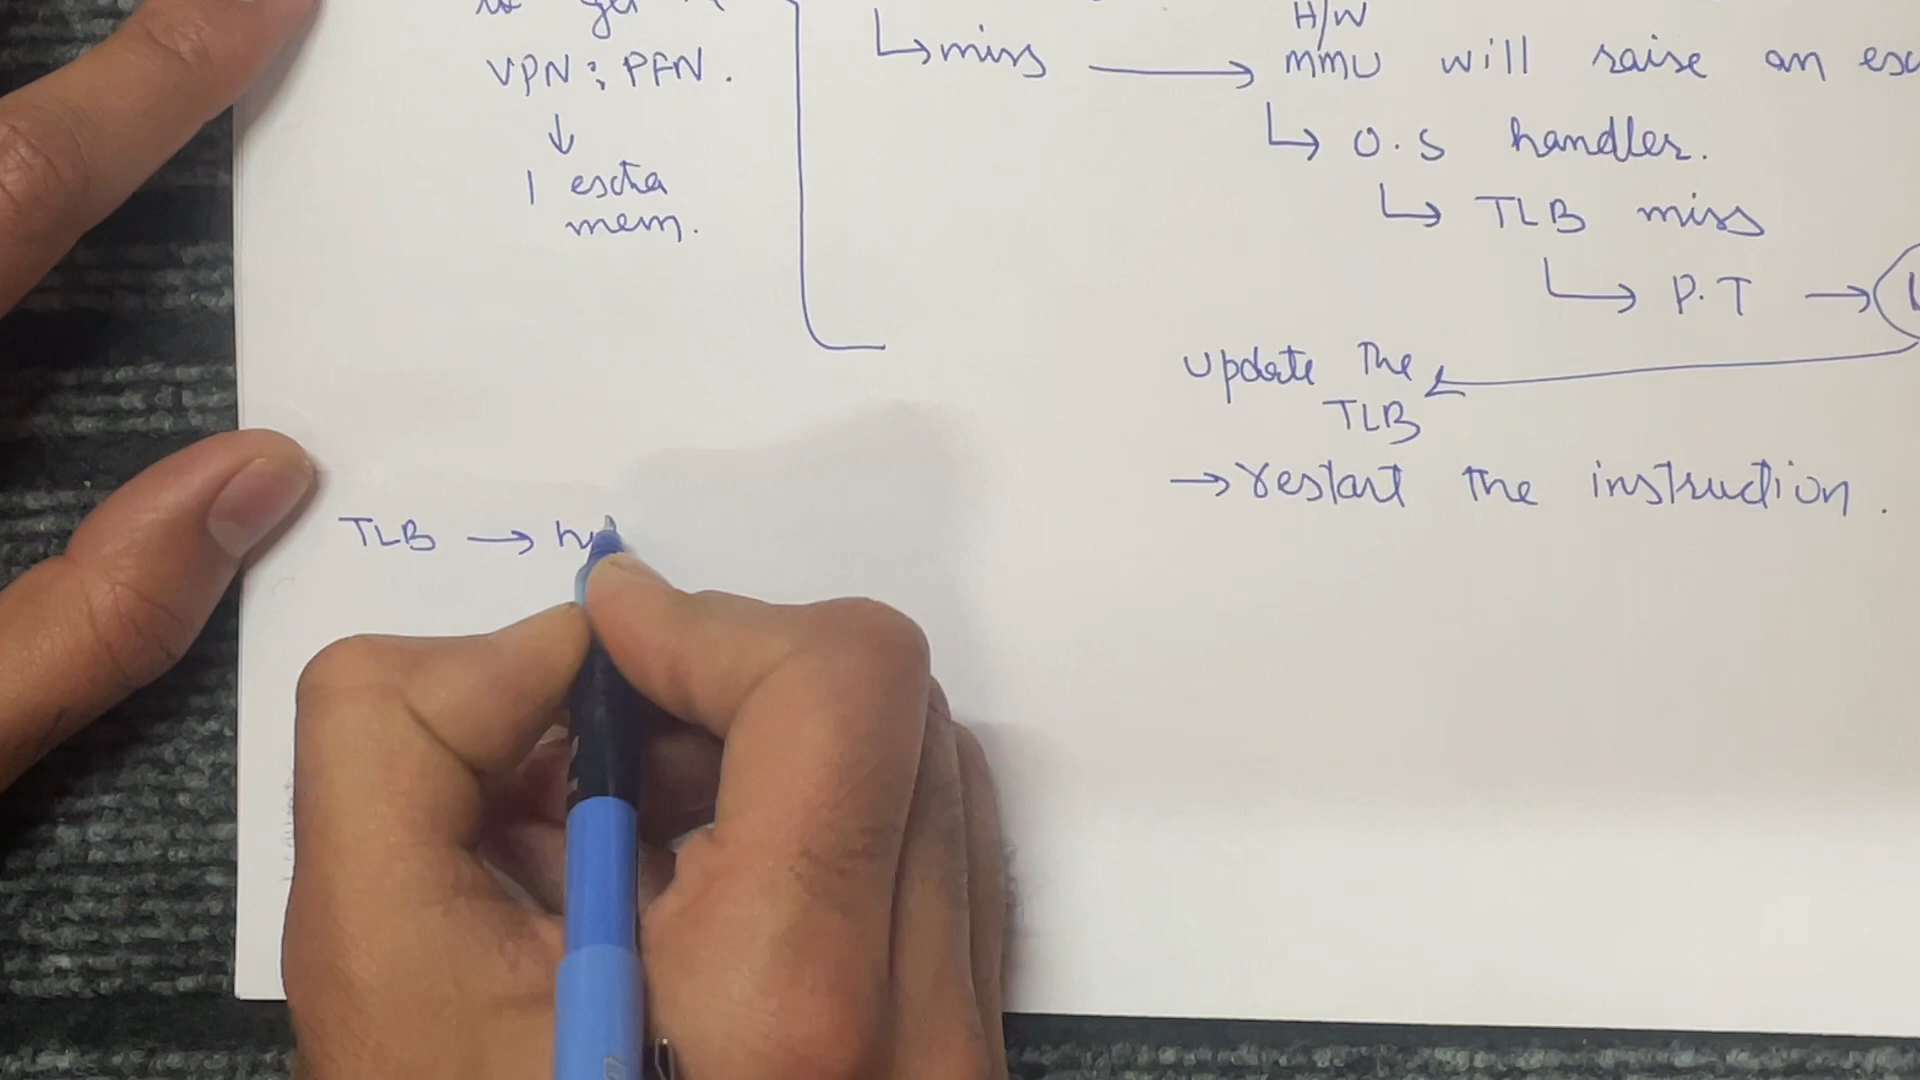 VPN : PFN.
↓
1 extra
mem.
↳ miss → H/W
MMU will raise an
↳ O.S handler.
↳ TLB miss
↳ P.T →
update the
TLB
→ restart the instruction.
TLB →